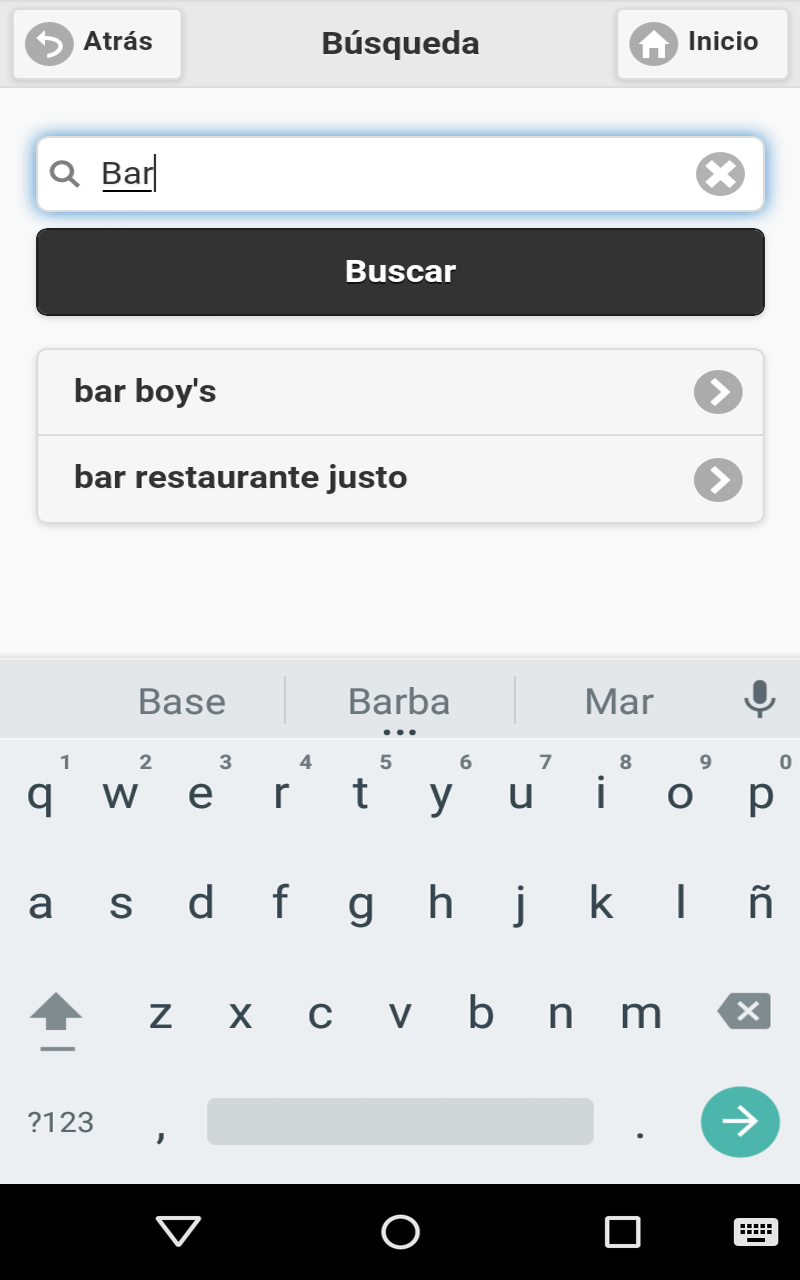 Atrás Búsqueda Inicio
Bar
Buscar
bar boy's
bar restaurante justo
Base Barba Mar
1 2 3 4 5 6 7 8 9 0
q w e r t y u i o p
a s d f g h j k l ñ
z x c v b n m
?123 , .